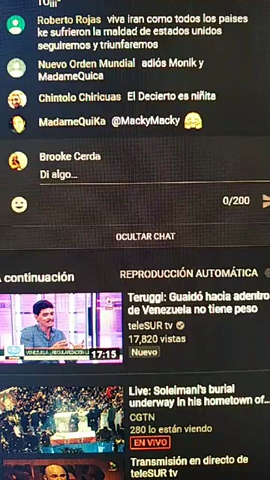 Roberto Rojas viva iran como todos los paises
ke sufrieron la maldad de estados unidos
seguiremos y triunfaremos
Nuevo Orden Mundial adiós Monik y
MadameQuica
Chintolo Chiricuas El Decierto es niñita
MadameQuiKa @MackyMacky
Brooke Cerda
Di algo...
0/200
OCULTAR CHAT
continuación
REPRODUCCIÓN AUTOMÁTICA
Teruggi: Guaidó hacia adentro
de Venezuela no tiene peso
teleSUR tv
17,820 vistas
Nuevo
17:15
Live: Soleimani's burial
underway in his hometown of...
CGTN
280 lo están viendo
EN VIVO
Transmisión en directo de
teleSUR tv